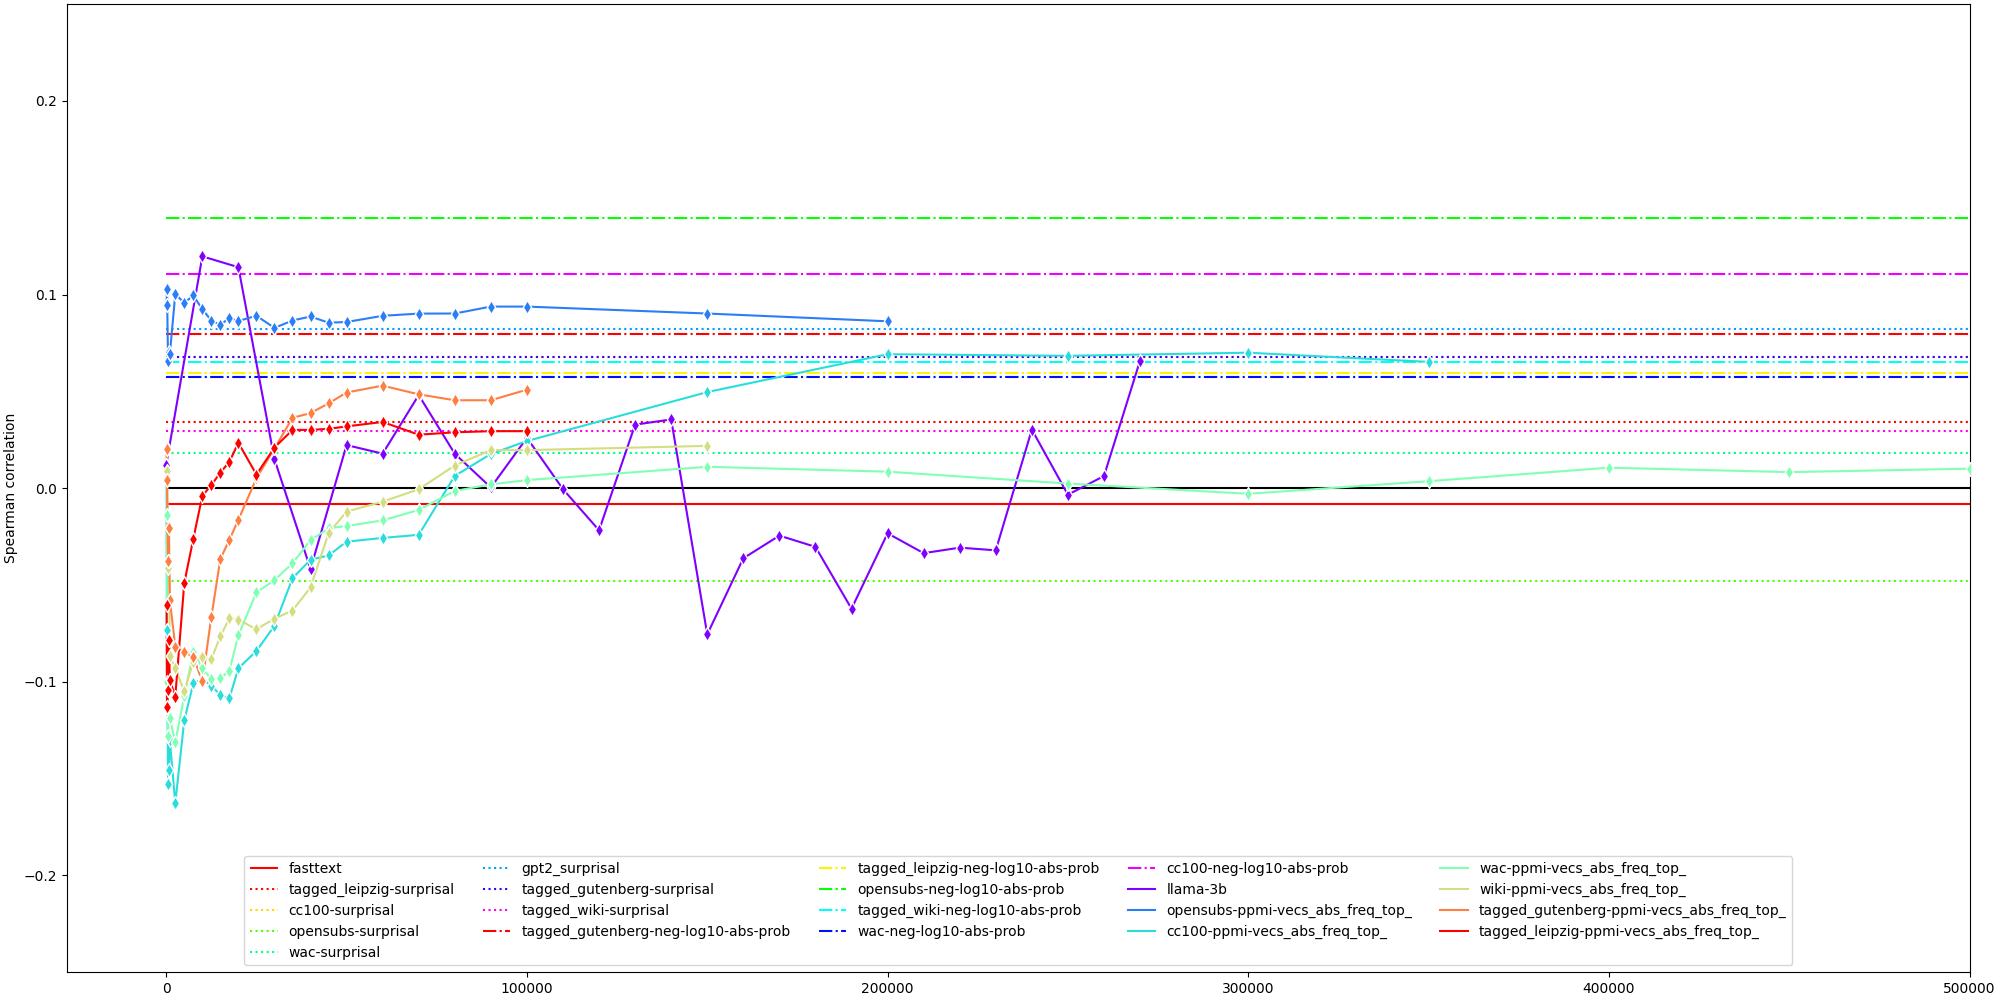 0.2
0.1
0.0
−0.1
−0.2
Spearman correlation
fasttext
tagged_leipzig-surprisal
cc100-surprisal
opensubs-surprisal
wac-surprisal
gpt2_surprisal
tagged_gutenberg-surprisal
tagged_wiki-surprisal
tagged_gutenberg-neg-log10-abs-prob
tagged_leipzig-neg-log10-abs-prob
opensubs-neg-log10-abs-prob
tagged_wiki-neg-log10-abs-prob
wac-neg-log10-abs-prob
cc100-neg-log10-abs-prob
llama-3b
opensubs-ppmi-vecs_abs_freq_top_
cc100-ppmi-vecs_abs_freq_top_
wac-ppmi-vecs_abs_freq_top_
wiki-ppmi-vecs_abs_freq_top_
tagged_gutenberg-ppmi-vecs_abs_freq_top_
tagged_leipzig-ppmi-vecs_abs_freq_top_
0
100000
200000
300000
400000
500000